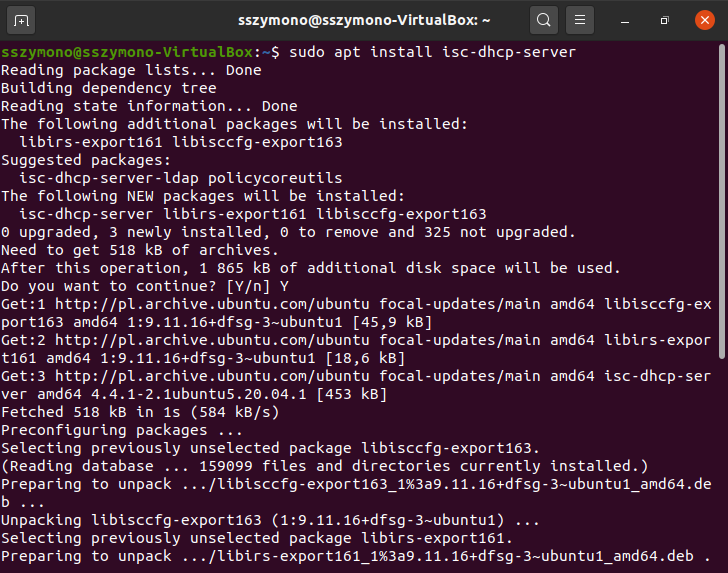 sszymono@sszymono-VirtualBox: ~
sszymono@sszymono-VirtualBox:~$ sudo apt install isc-dhcp-server
Reading package lists... Done
Building dependency tree
Reading state information... Done
The following additional packages will be installed:
  libirs-export161 libisccfg-export163
Suggested packages:
  isc-dhcp-server-ldap policycoreutils
The following NEW packages will be installed:
  isc-dhcp-server libirs-export161 libisccfg-export163
0 upgraded, 3 newly installed, 0 to remove and 325 not upgraded.
Need to get 518 kB of archives.
After this operation, 1 865 kB of additional disk space will be used.
Do you want to continue? [Y/n] Y
Get:1 http://pl.archive.ubuntu.com/ubuntu focal-updates/main amd64 libisccfg-ex
port163 amd64 1:9.11.16+dfsg-3~ubuntu1 [45,9 kB]
Get:2 http://pl.archive.ubuntu.com/ubuntu focal-updates/main amd64 libirs-expor
t161 amd64 1:9.11.16+dfsg-3~ubuntu1 [18,6 kB]
Get:3 http://pl.archive.ubuntu.com/ubuntu focal-updates/main amd64 isc-dhcp-ser
ver amd64 4.4.1-2.1ubuntu5.20.04.1 [453 kB]
Fetched 518 kB in 1s (584 kB/s)
Preconfiguring packages ...
Selecting previously unselected package libisccfg-export163.
(Reading database ... 159099 files and directories currently installed.)
Preparing to unpack .../libisccfg-export163_1%3a9.11.16+dfsg-3~ubuntu1_amd64.de
b ...
Unpacking libisccfg-export163 (1:9.11.16+dfsg-3~ubuntu1) ...
Selecting previously unselected package libirs-export161.
Preparing to unpack .../libirs-export161_1%3a9.11.16+dfsg-3~ubuntu1_amd64.deb .